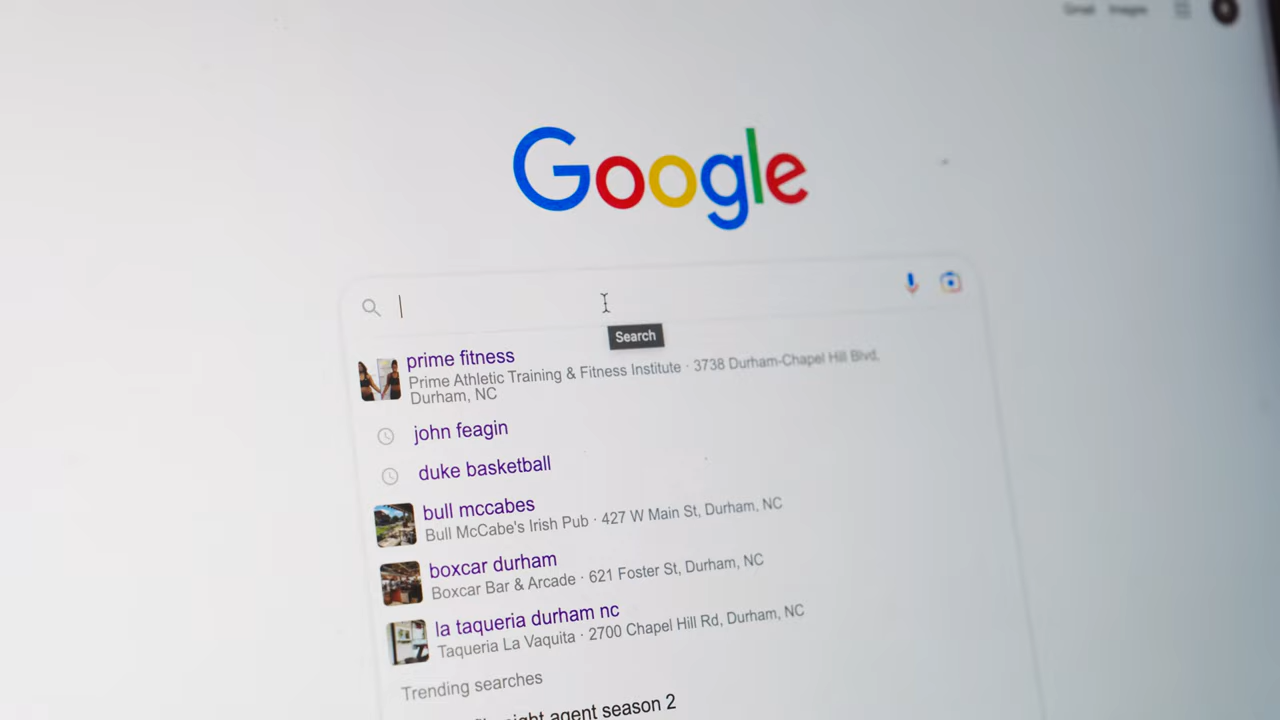 Gmail Images
Google
Search
prime fitness
Prime Athletic Training & Fitness Institute · 3738 Durham-Chapel Hill Blvd,
Durham, NC
john feagin
duke basketball
bull mccabes
Bull McCabe's Irish Pub · 427 W Main St, Durham, NC
boxcar durham
Boxcar Bar & Arcade · 621 Foster St, Durham, NC
la taqueria durham nc
Taqueria La Vaquita · 2700 Chapel Hill Rd, Durham, NC
Trending searches
agent season 2